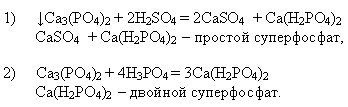 1) ↓Ca3(PO4)2 + 2H2SO4 = 2CaSO4 + Ca(H2PO4)2
CaSO4 + Ca(H2PO4)2 – простой суперфосфат,
2) Ca3(PO4)2 + 4H3PO4 = 3Ca(H2PO4)2
Ca(H2PO4)2 – двойной суперфосфат.